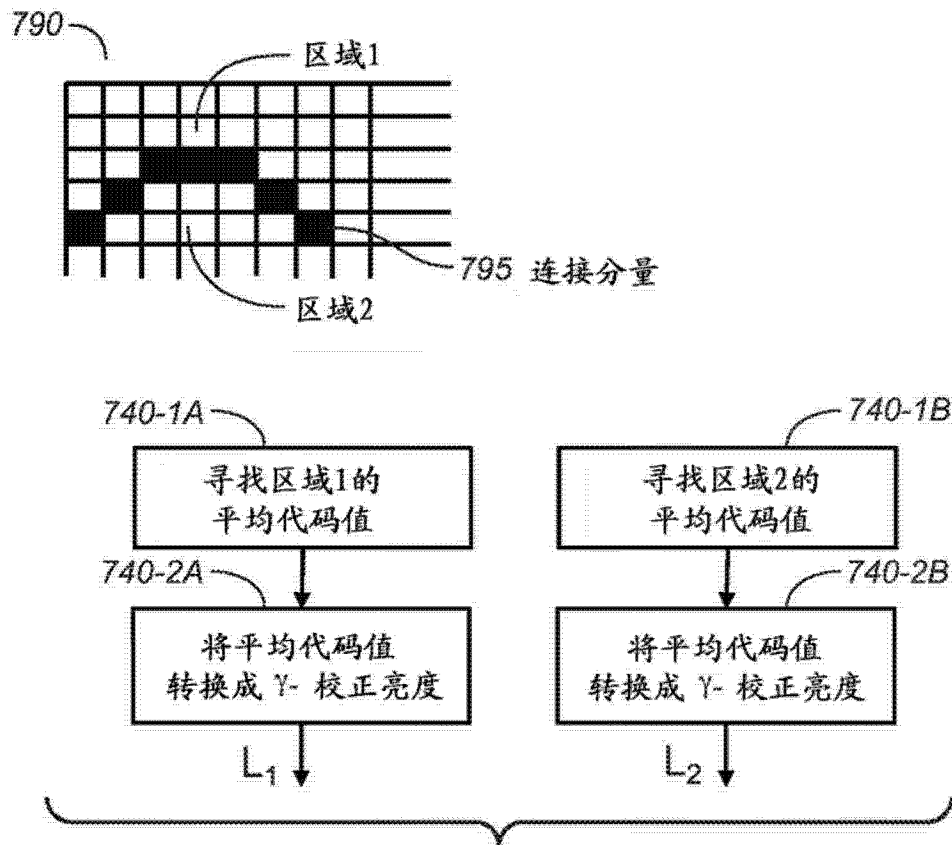 790
区域1
795 连接分量
区域2
740-1A
740-1B
寻找区域1的
平均代码值
寻找区域2的
平均代码值
740-2A
740-2B
将平均代码值
转换成 γ- 校正亮度
将平均代码值
转换成 γ- 校正亮度
L1
L2